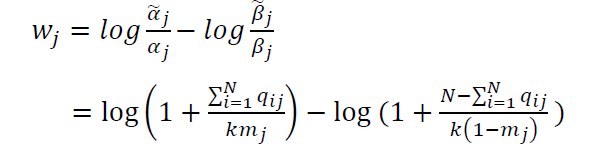 w_j = log α̃_j/α_j − log β̃_j/β_j
= log (1 + ∑_{i=1}^{N} q_{ij} / km_j) − log (1 + N−∑_{i=1}^{N} q_{ij} / k(1−m_j) )